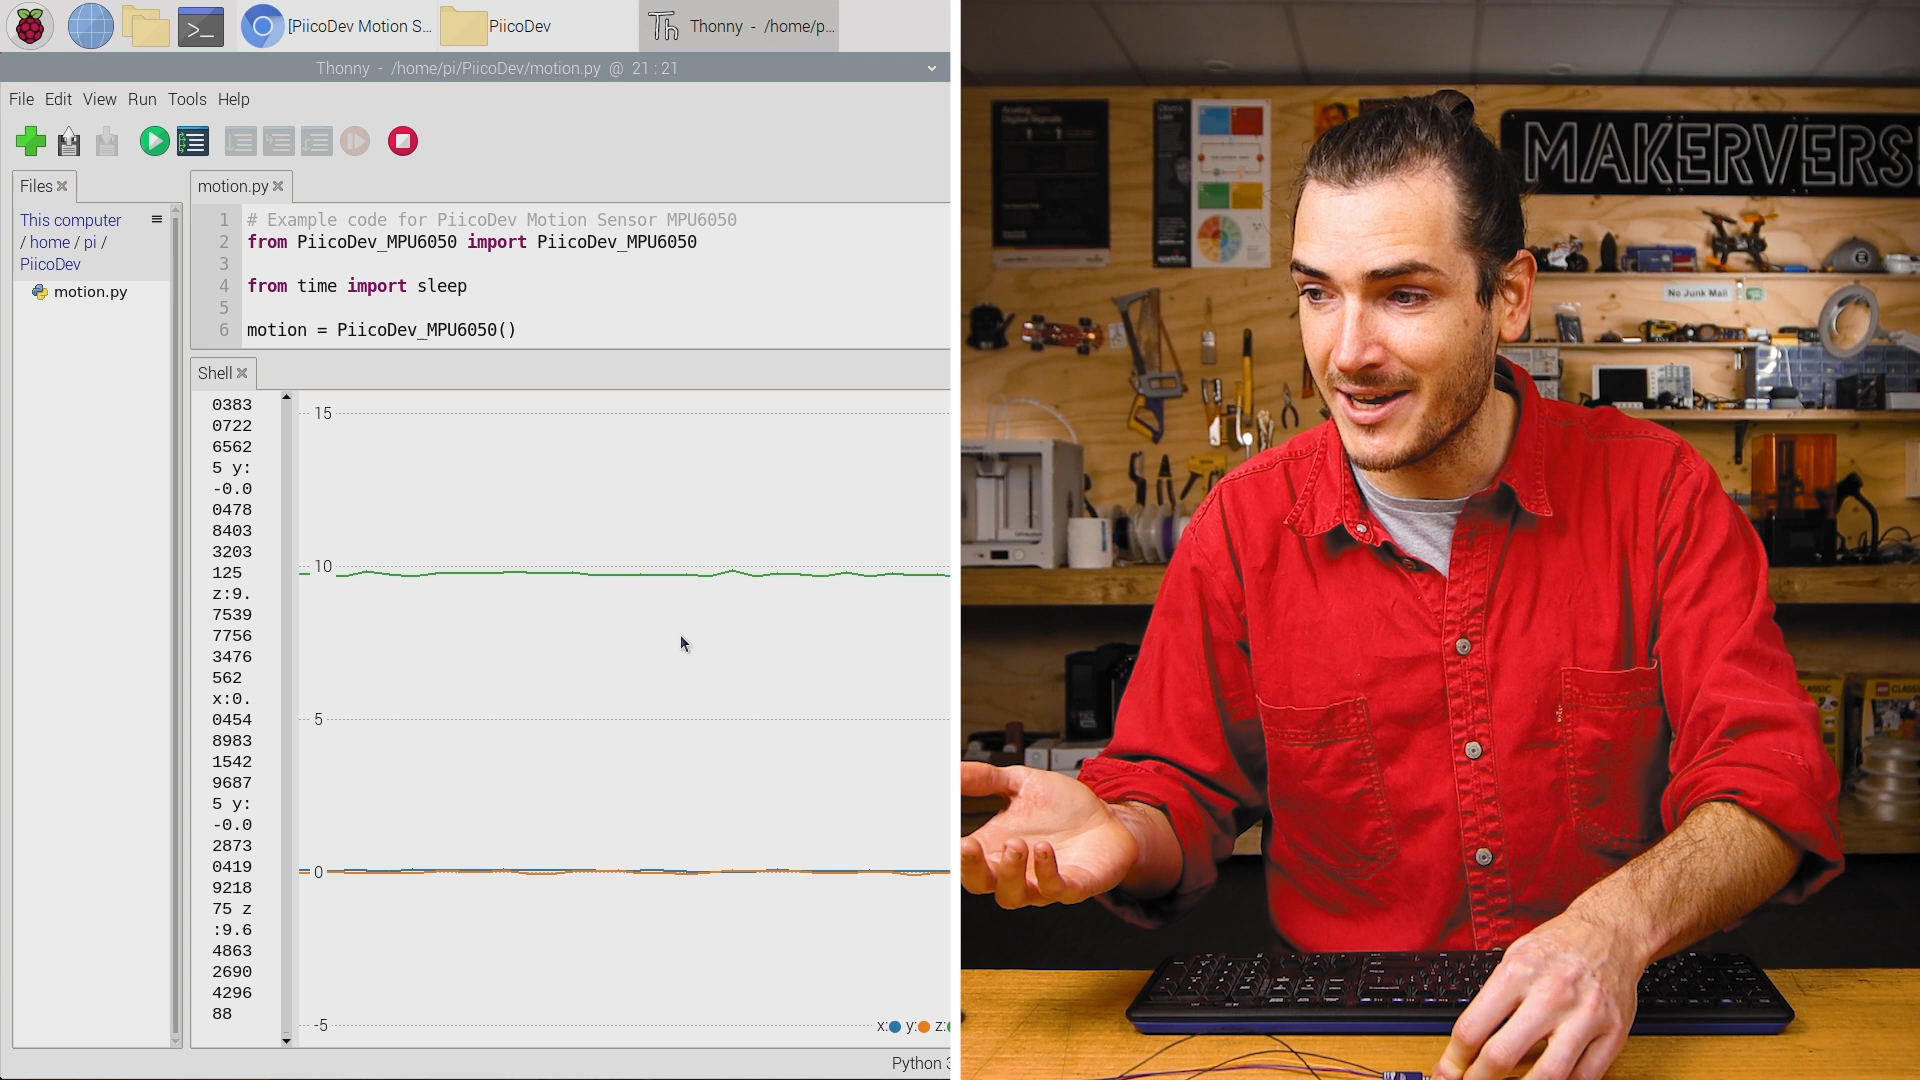 [PiicoDev Motion S...
PiicoDev
Th Thonny - /home/p...
Thonny - /home/pi/PiicoDev/motion.py @ 21 : 21
File Edit View Run Tools Help
Files
This computer
/ home / pi /
PiicoDev
motion.py
motion.py
1 # Example code for PiicoDev Motion Sensor MPU6050
2 from PiicoDev_MPU6050 import PiicoDev_MPU6050
3
4 from time import sleep
5
6 motion = PiicoDev_MPU6050()
Shell
0383
0722
6562
5 y:
-0.0
0478
8403
3203
125
z:9.
7539
7756
3476
562
x:0.
0454
8983
1542
9687
5 y:
-0.0
2873
0419
9218
75 z
:9.6
4863
2690
4296
88
15
10
5
0
-5
x: y: z:
Python 3
MAKERVERS
Analog
Digital Signals
No Junk Mail